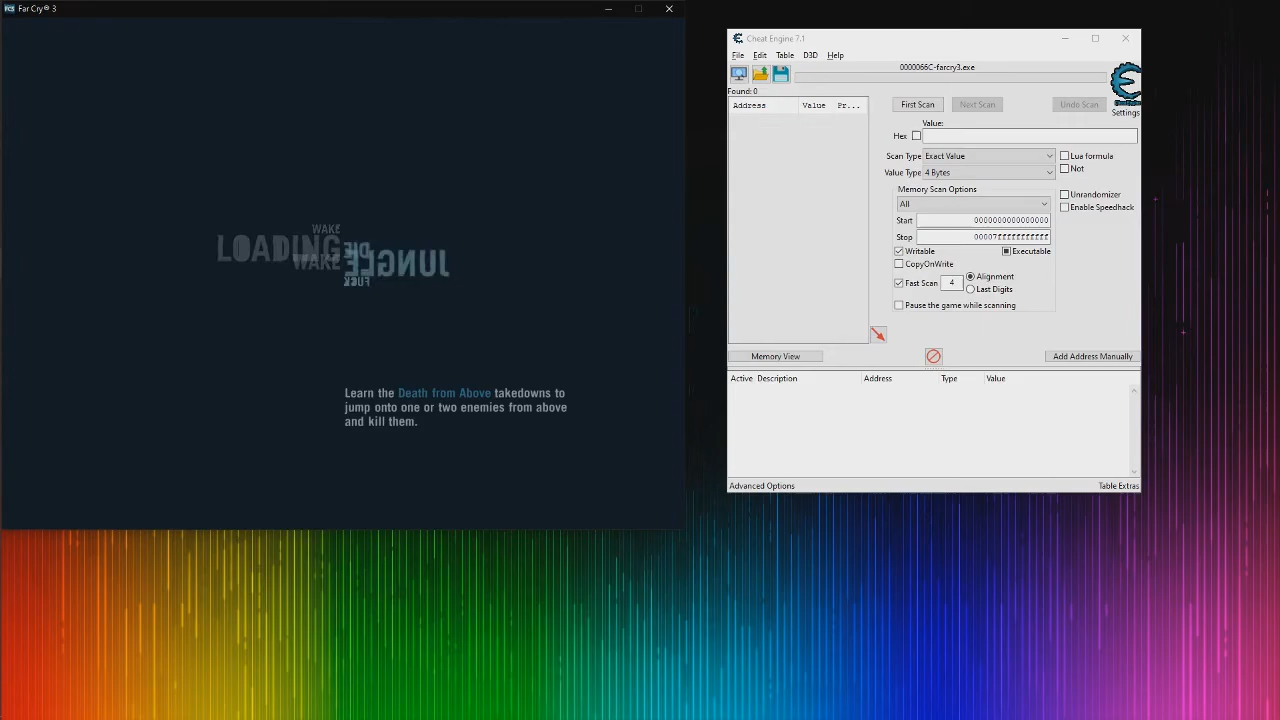 Far Cry® 3
WAKE
LOADING
WAKE
DIE
JUNGLE
FUCK
Learn the Death from Above takedowns to
jump onto one or two enemies from above
and kill them.
Cheat Engine 7.1
File Edit Table D3D Help
0000066C-farcry3.exe
Found: 0
Address Value Pr...
First Scan Next Scan Undo Scan
Settings
Value:
Hex
Scan Type Exact Value
Lua formula
Value Type 4 Bytes
Not
Memory Scan Options
All
Unrandomizer
Enable Speedhack
Start 0000000000000000
Stop 00007fffffffffff
Writable Executable
CopyOnWrite
Fast Scan 4 Alignment
Last Digits
Pause the game while scanning
Memory View Add Address Manually
Active Description Address Type Value
Advanced Options Table Extras